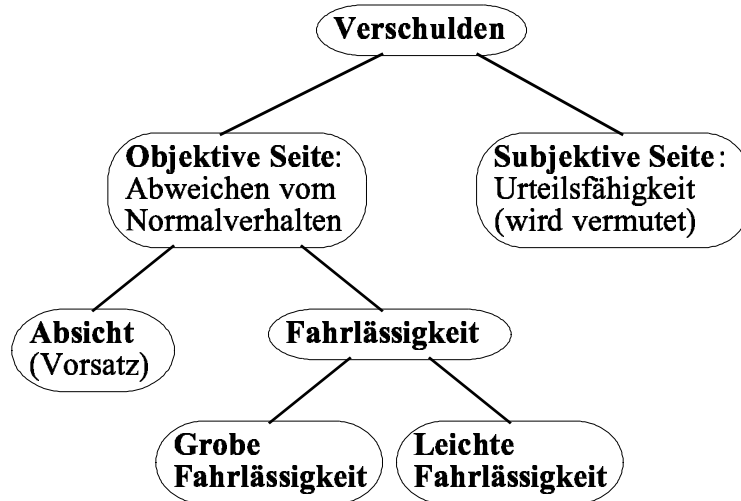 Verschulden
Objektive Seite:
Abweichen vom
Normalverhalten
Subjektive Seite:
Urteilsfähigkeit
(wird vermutet)
Absicht
(Vorsatz)
Fahrlässigkeit
Grobe
Fahrlässigkeit
Leichte
Fahrlässigkeit